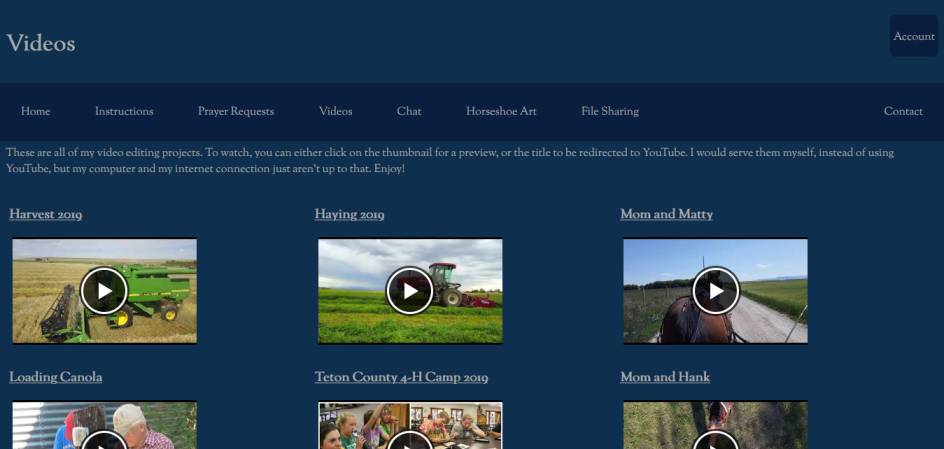 Videos
Account
Home Instructions Prayer Requests Videos Chat Horseshoe Art File Sharing Contact
These are all of my video editing projects. To watch, you can either click on the thumbnail for a preview, or the title to be redirected to YouTube. I would serve them myself, instead of using
YouTube, but my computer and my internet connection just aren't up to that. Enjoy!
Harvest 2019 Haying 2019 Mom and Matty
Loading Canola Teton County 4-H Camp 2019 Mom and Hank